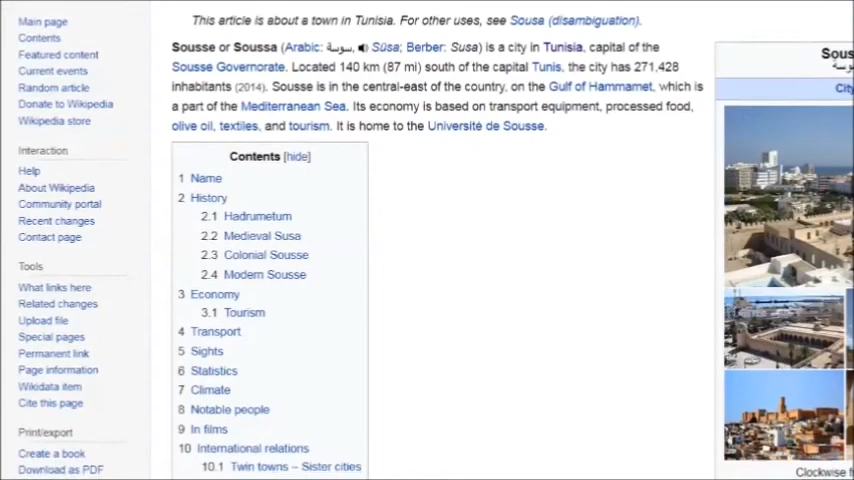 Main page
Contents
Featured content
Current events
Random article
Donate to Wikipedia
Wikipedia store
Interaction
Help
About Wikipedia
Community portal
Recent changes
Contact page
Tools
What links here
Related changes
Upload file
Special pages
Permanent link
Page information
Wikidata item
Cite this page
Print/export
Create a book
Download as PDF
This article is about a town in Tunisia. For other uses, see Sousa (disambiguation).
Sousse or Soussa (Arabic: سوسة, Sūsa; Berber: Susa) is a city in Tunisia, capital of the
Sousse Governorate. Located 140 km (87 mi) south of the capital Tunis, the city has 271,428
inhabitants (2014). Sousse is in the central-east of the country, on the Gulf of Hammamet, which is
a part of the Mediterranean Sea. Its economy is based on transport equipment, processed food,
olive oil, textiles, and tourism. It is home to the Université de Sousse.
Contents [hide]
1 Name
2 History
2.1 Hadrumetum
2.2 Medieval Susa
2.3 Colonial Sousse
2.4 Modern Sousse
3 Economy
3.1 Tourism
4 Transport
5 Sights
6 Statistics
7 Climate
8 Notable people
9 In films
10 International relations
10.1 Twin towns – Sister cities
Sous
سوسة
City
Clockwise f